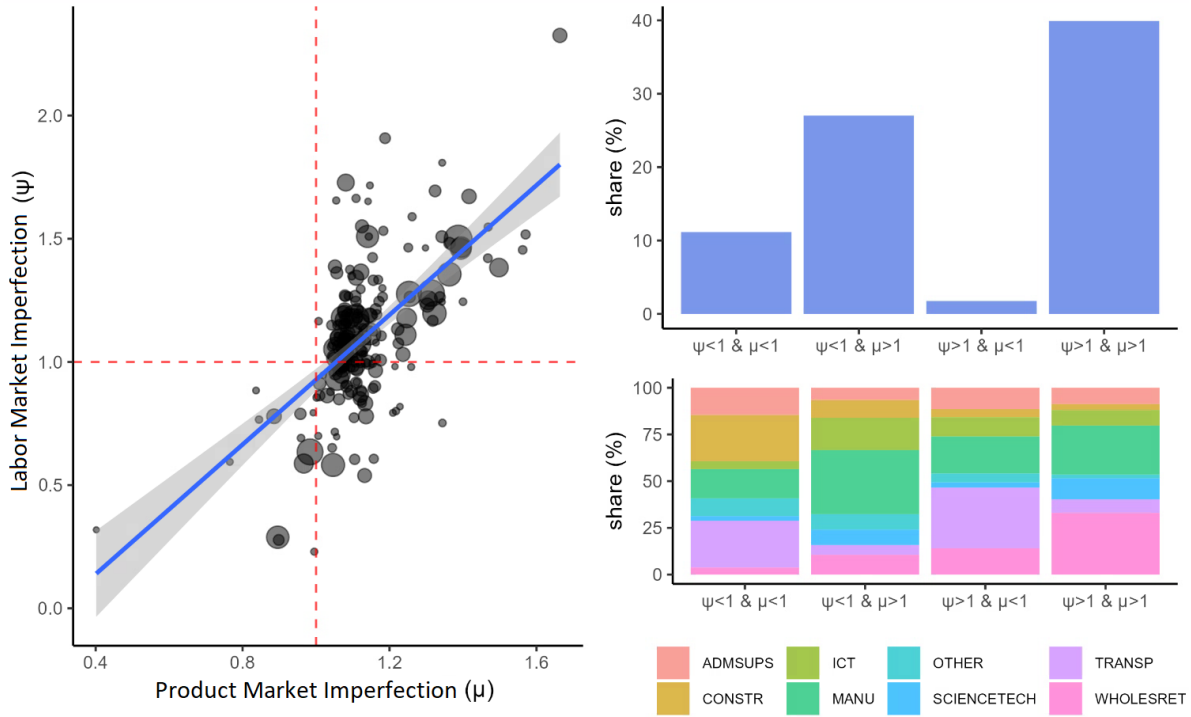 Labor Market Imperfection (ψ)
2.0
1.5
1.0
0.5
0.0
0.4 0.8 1.2 1.6
Product Market Imperfection (μ)
share (%)
40
30
20
10
0
ψ<1 & μ<1 ψ<1 & μ>1 ψ>1 & μ<1 ψ>1 & μ>1
share (%)
100
75
50
25
0
ψ<1 & μ<1 ψ<1 & μ>1 ψ>1 & μ<1 ψ>1 & μ>1
ADMSUPS ICT OTHER TRANSP
CONSTR MANU SCIENCETECH WHOLESRET